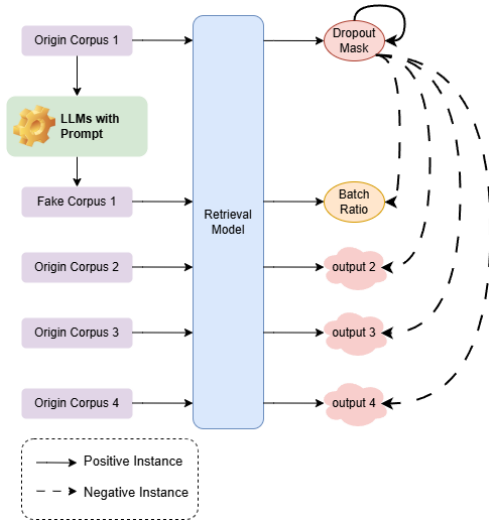 Origin Corpus 1
Dropout
Mask
LLMs with
Prompt
Fake Corpus 1
Retrieval
Model
Batch
Ratio
Origin Corpus 2
output 2
Origin Corpus 3
output 3
Origin Corpus 4
output 4
Positive Instance
Negative Instance